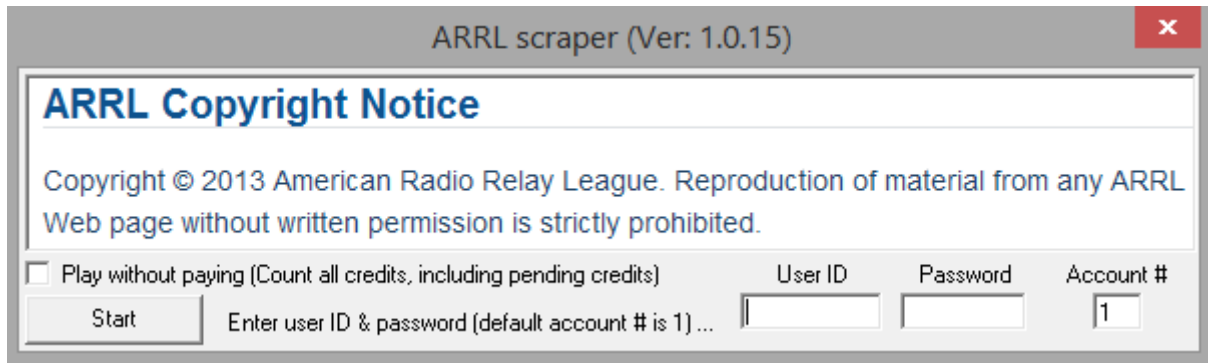 ARRL scraper (Ver: 1.0.15)
x
ARRL Copyright Notice
Copyright © 2013 American Radio Relay League. Reproduction of material from any ARRL
Web page without written permission is strictly prohibited.
Play without paying (Count all credits, including pending credits) User ID Password Account #
Start Enter user ID & password (default account # is 1) ... 1